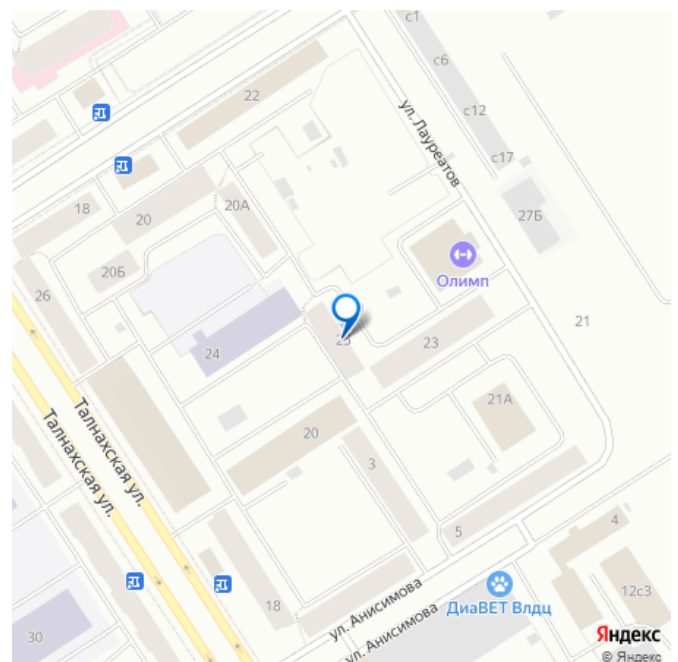 с1
с6
22
с12
ул. Лауреатов
с17
18
20
20А
27Б
20Б
Олимп
26
21
25
23
24
21А
Талнахская ул.
Талнахская ул.
20
3
5
4
ул. Анисимова
ДиаВЕТ Влдц
12с3
18
ул. Анисимова
30
Яндекс
© Яндекс